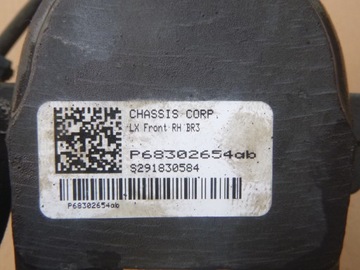 CHASSIS CORP.
LX Front RH BR3
P68302654ab
S291830584
P68302654ab